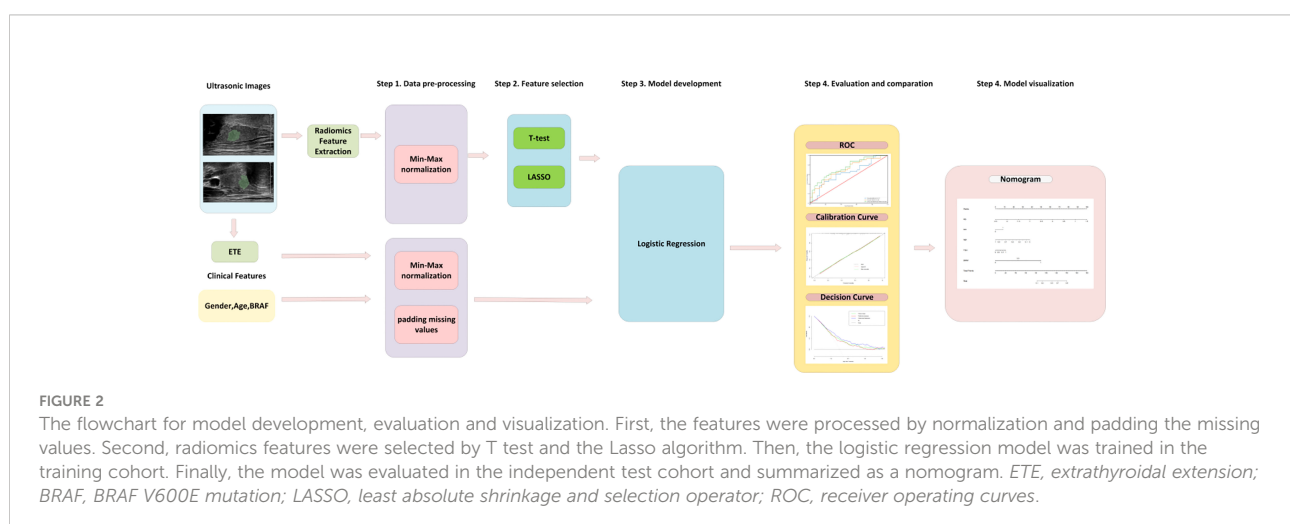 Ultrasonic Images
Step 1. Data pre-processing
Step 2. Feature selection
Step 3. Model development
Step 4. Evaluation and comparation
Step 4. Model visualization
Radiomics
Feature
Extraction
Min-Max
normalization
T-test
LASSO
ETE
Clinical Features
Gender,Age,BRAF
Min-Max
normalization
padding missing
values
Logistic Regression
ROC
Calibration Curve
Decision Curve
Nomogram
FIGURE 2
The flowchart for model development, evaluation and visualization. First, the features were processed by normalization and padding the missing
values. Second, radiomics features were selected by T test and the Lasso algorithm. Then, the logistic regression model was trained in the
training cohort. Finally, the model was evaluated in the independent test cohort and summarized as a nomogram. ETE, extrathyroidal extension;
BRAF, BRAF V600E mutation; LASSO, least absolute shrinkage and selection operator; ROC, receiver operating curves.